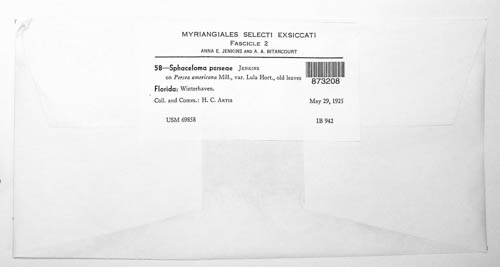 MYRIANGIALES SELECTI EXSICCATI
FASCICLE 2
ANNA E. JENKINS AND A. A. BITANCOURT
58—Sphaceloma perseae JENKINS
on Persea americana Mill., var. Lula Hort., old leaves
873208
Florida: Winterhaven.
Coll. and Comm.: H. C. ARTIS May 29, 1925
USM 69858 IB 942